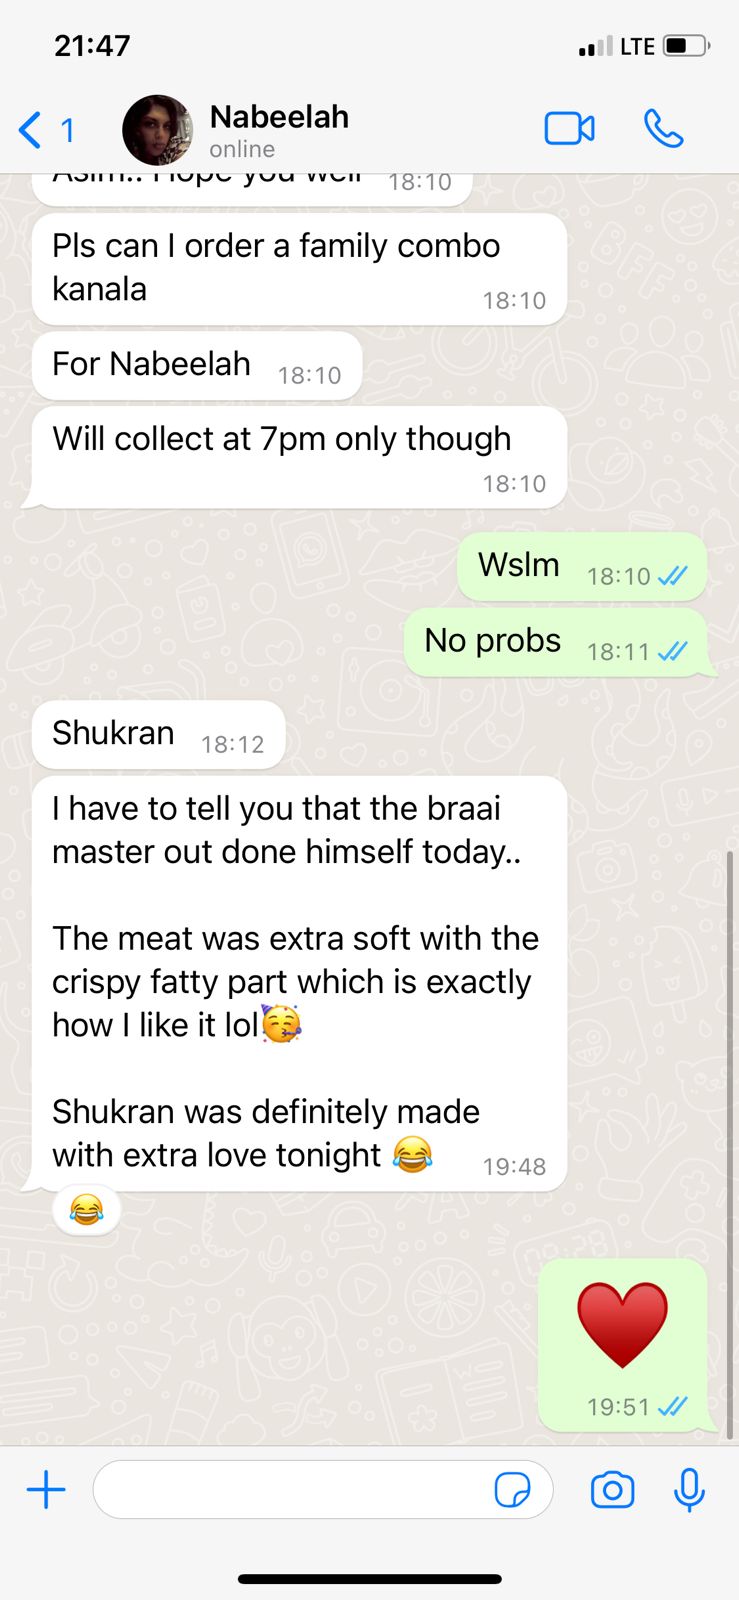 21:47
LTE
1
Nabeelah
online
Hope you well 18:10
Pls can I order a family combo
kanala
18:10
For Nabeelah 18:10
Will collect at 7pm only though
18:10
Wslm 18:10
No probs 18:11
Shukran 18:12
I have to tell you that the braai
master out done himself today..
The meat was extra soft with the
crispy fatty part which is exactly
how I like it lol🥳
Shukran was definitely made
with extra love tonight 😂 19:48
😂
♥️
19:51